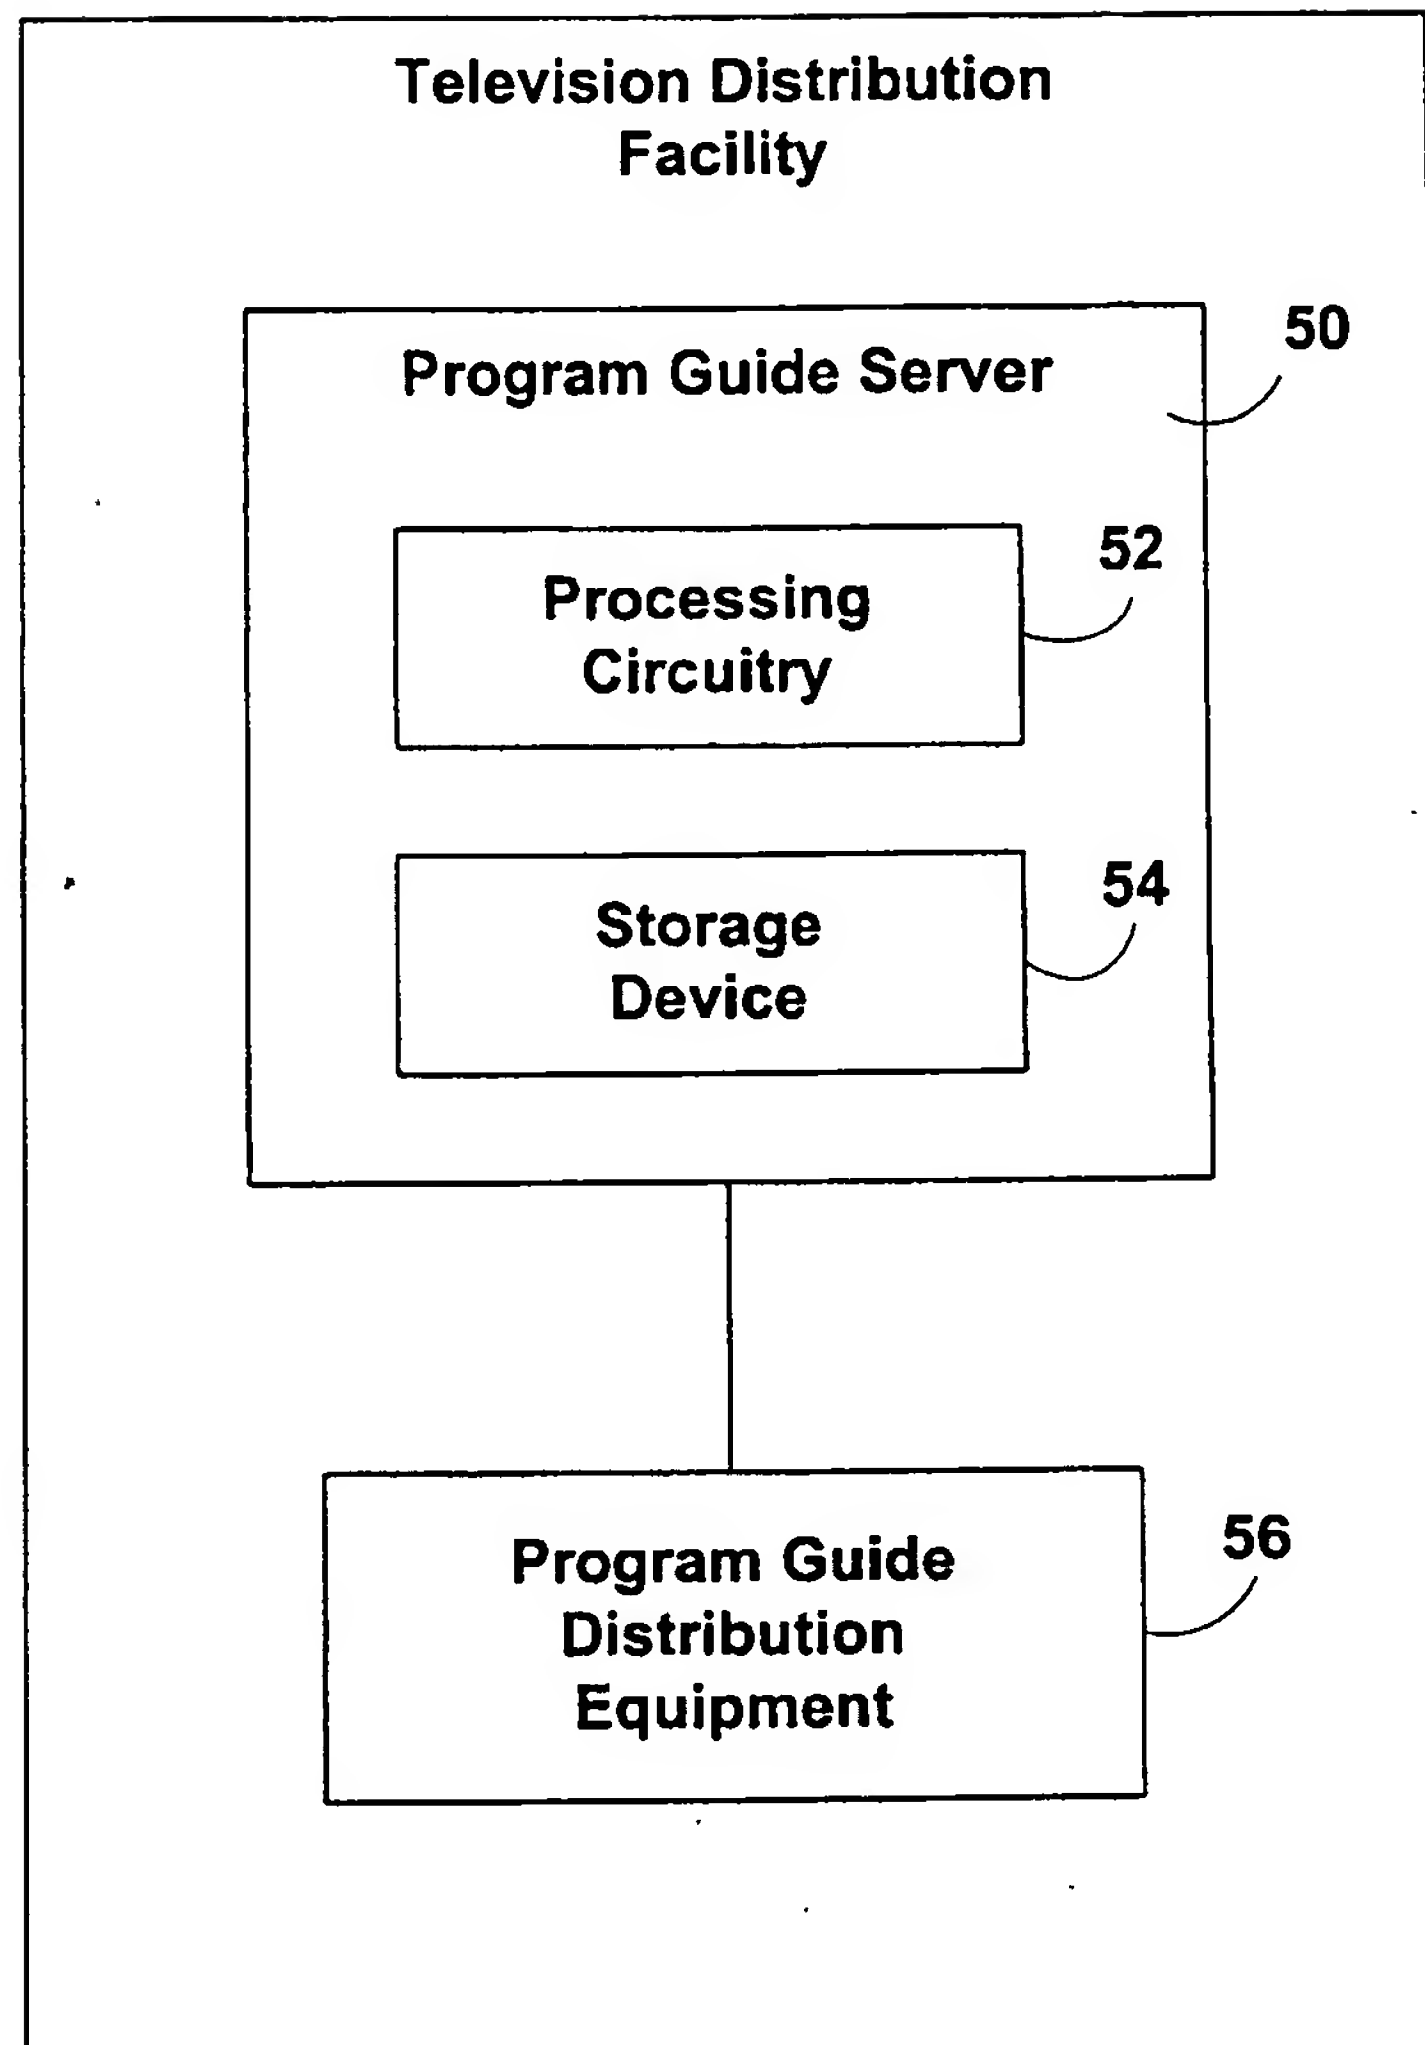 Television Distribution
Facility
50
Program Guide Server
52
Processing
Circuitry
54
Storage
Device
56
Program Guide
Distribution
Equipment